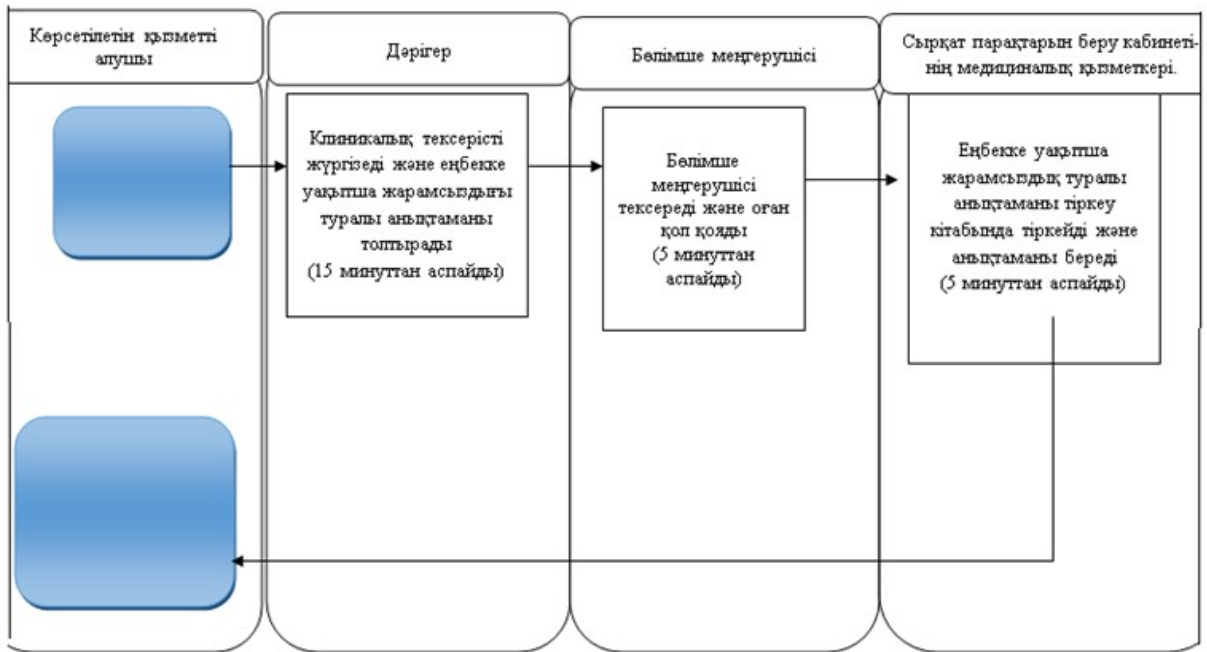 Көрсетілетін қызметті
алушы
Дәрігер
Бөлімше меңгерушісі
Сырқат парақтарын беру кабинеті-
нің медициналық қызметкері.
Клиникалық тексерісті
жүргізеді және еңбекке
уақытша жарамсыздығы
туралы анықтаманы
толтырады
(15 минуттан аспайды)
Бөлімше
меңгерушісі
тексереді және оған
қол қояды
(5 минуттан
аспайды)
Еңбекке уақытша
жарамсыздық туралы
анықтаманы тіркеу
кітабында тіркейді және
анықтаманы береді
(5 минуттан аспайды)